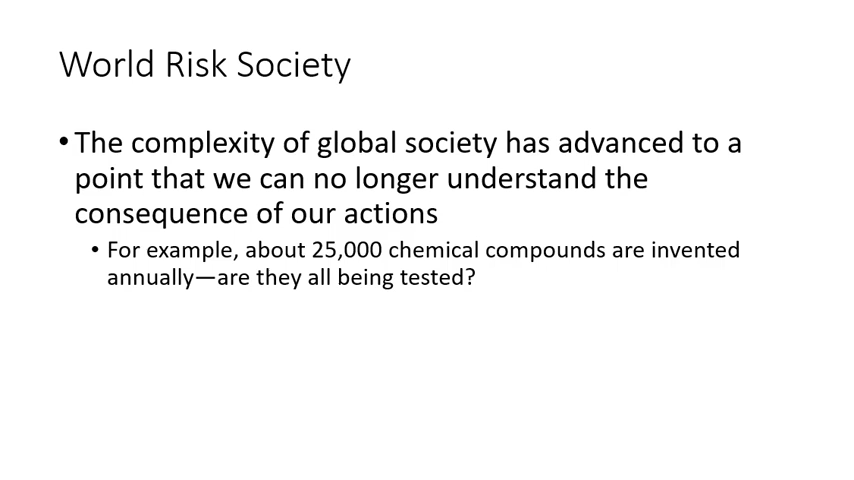 World Risk Society
• The complexity of global society has advanced to a
point that we can no longer understand the
consequence of our actions
• For example, about 25,000 chemical compounds are invented
annually—are they all being tested?